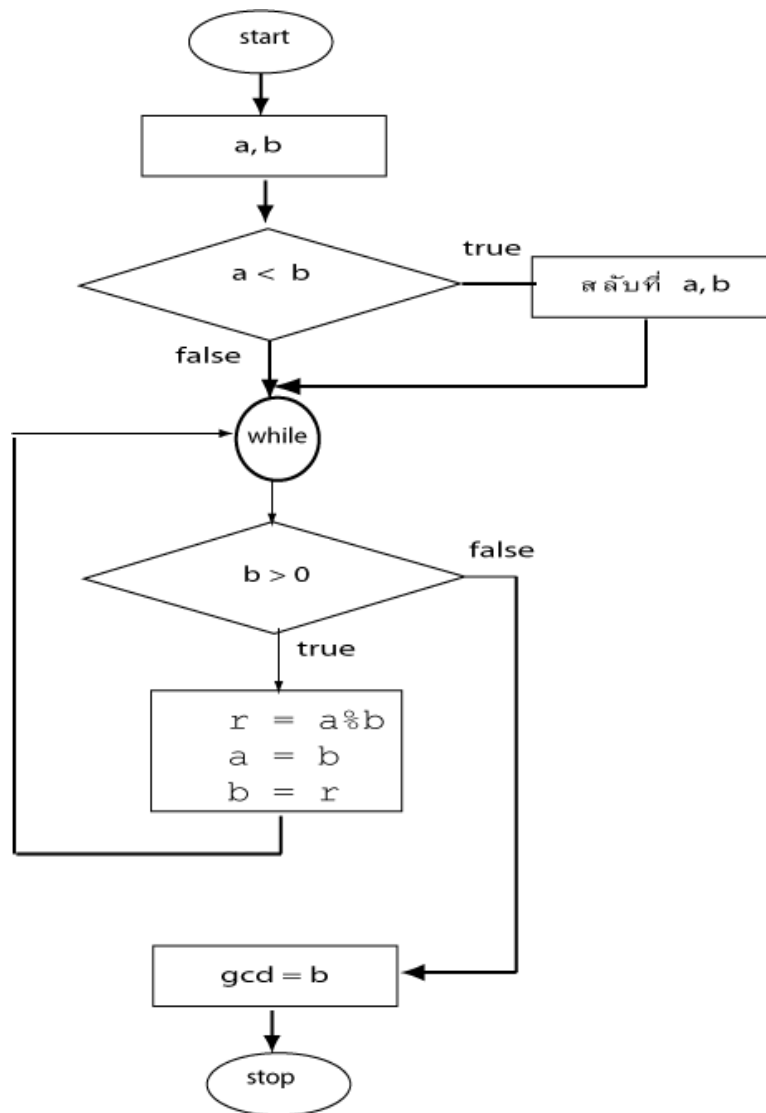 start
a, b
a < b
true
สลับที่ a, b
false
while
b > 0
false
true
r = a%b
a = b
b = r
gcd = b
stop